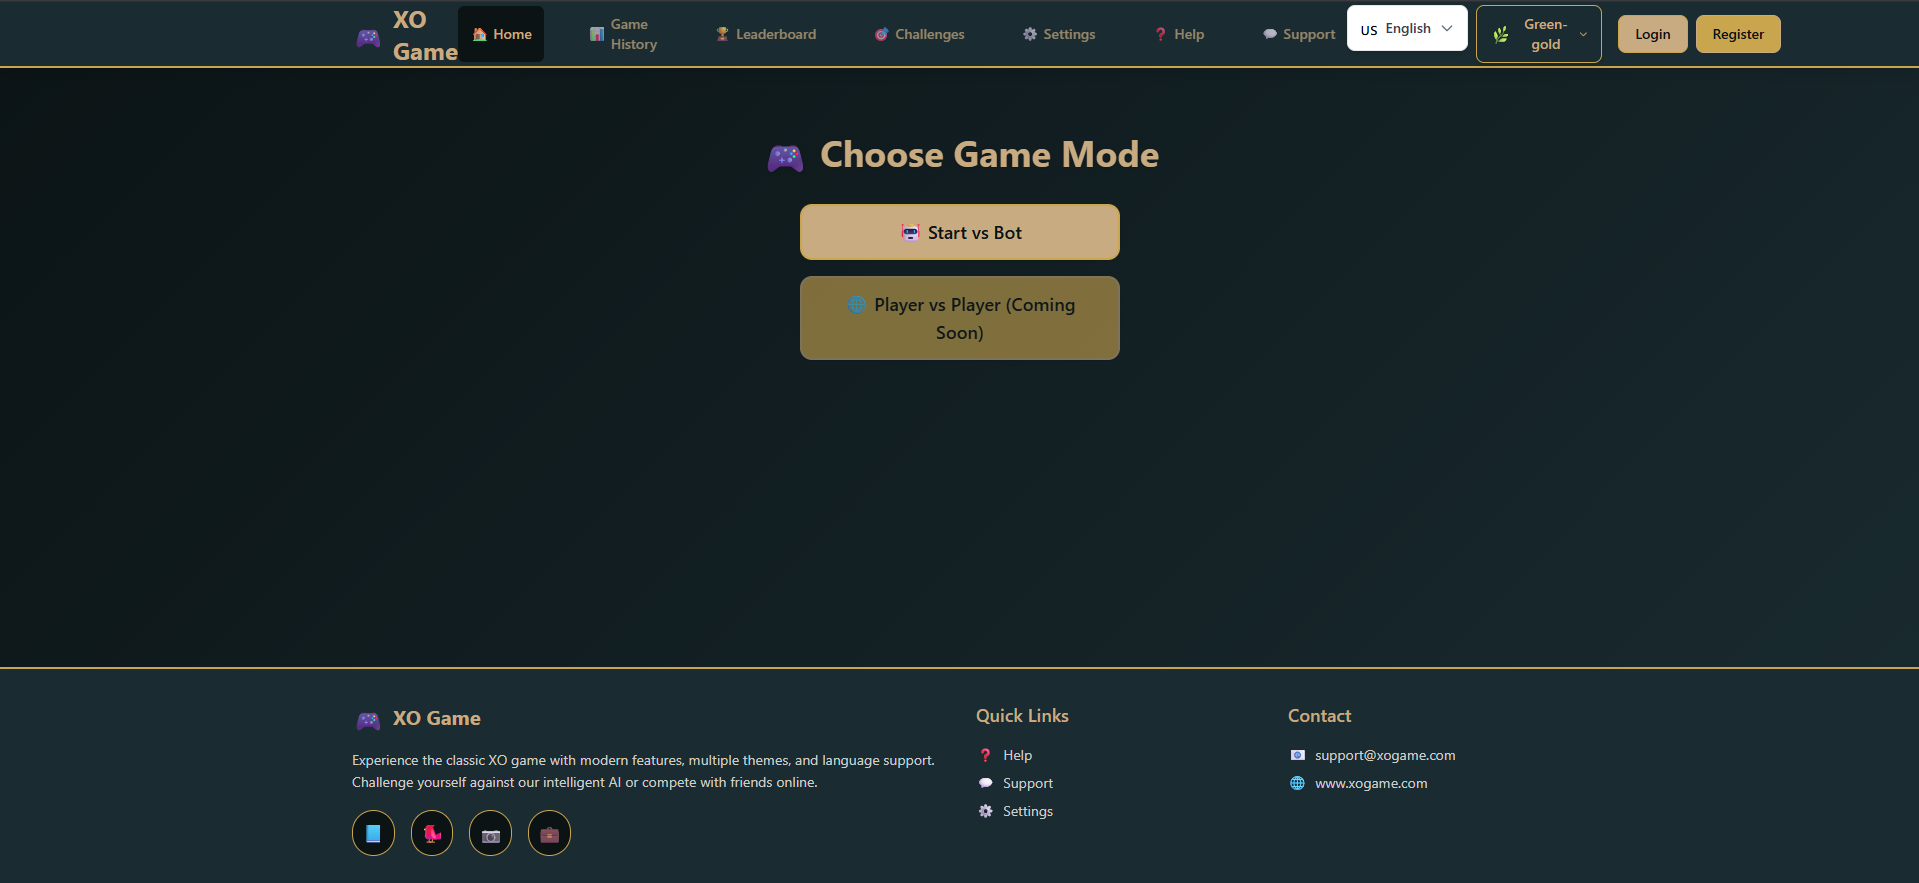 XO
Game
Home
Game
History
Leaderboard
Challenges
Settings
Help
Support
US English
Green-
gold
Login
Register
Choose Game Mode
Start vs Bot
Player vs Player (Coming
Soon)
XO Game
Experience the classic XO game with modern features, multiple themes, and language support.
Challenge yourself against our intelligent AI or compete with friends online.
Quick Links
Help
Support
Settings
Contact
support@xogame.com
www.xogame.com